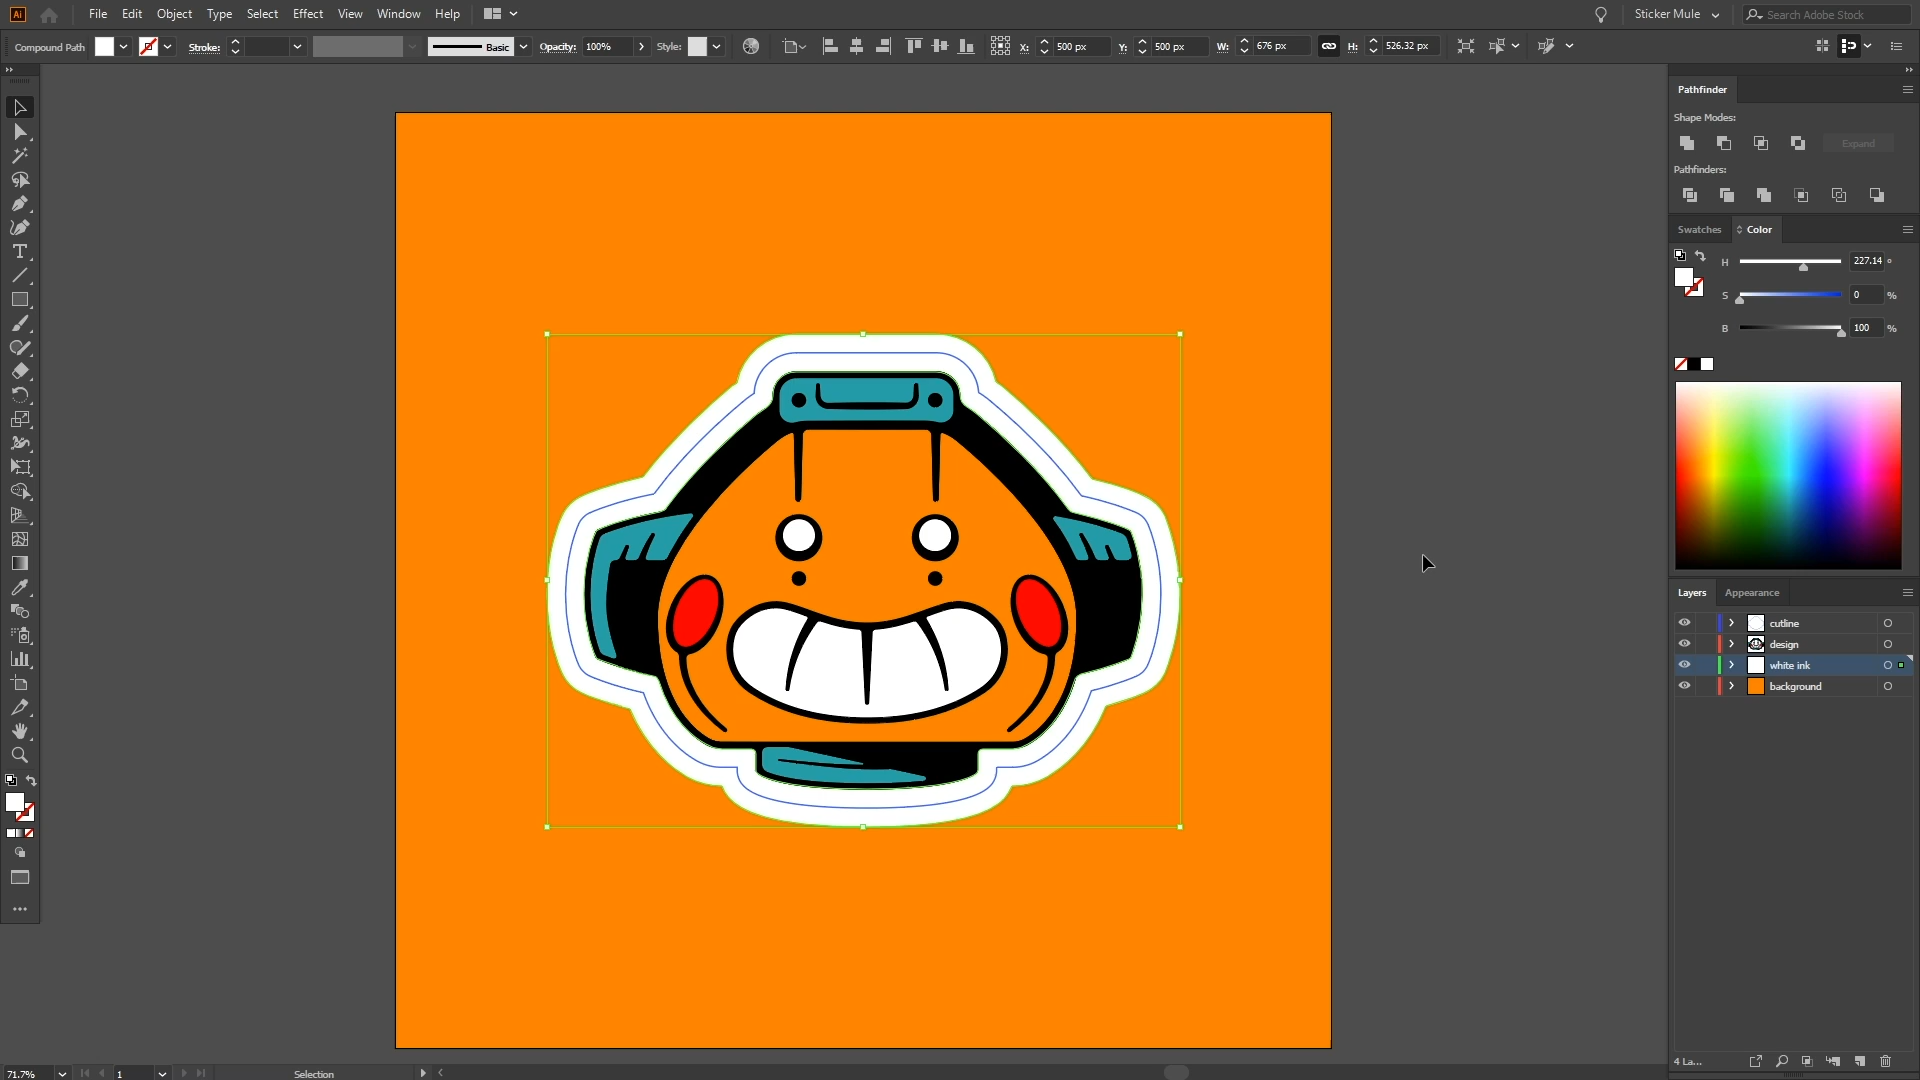 Ai File Edit Object Type Select Effect View Window Help Sticker Mule Search Adobe Stock
Compound Path Stroke: Basic Opacity: 100% Style: X: 500 px Y: 500 px W: 676 px H: 526.32 px
Pathfinder
Shape Modes:
Expand
Pathfinders:
Swatches Color
H 227.14 °
S 0 %
B 100 %
Layers Appearance
cutline
design
white ink
background
4 La...
71.7% 1 Selection